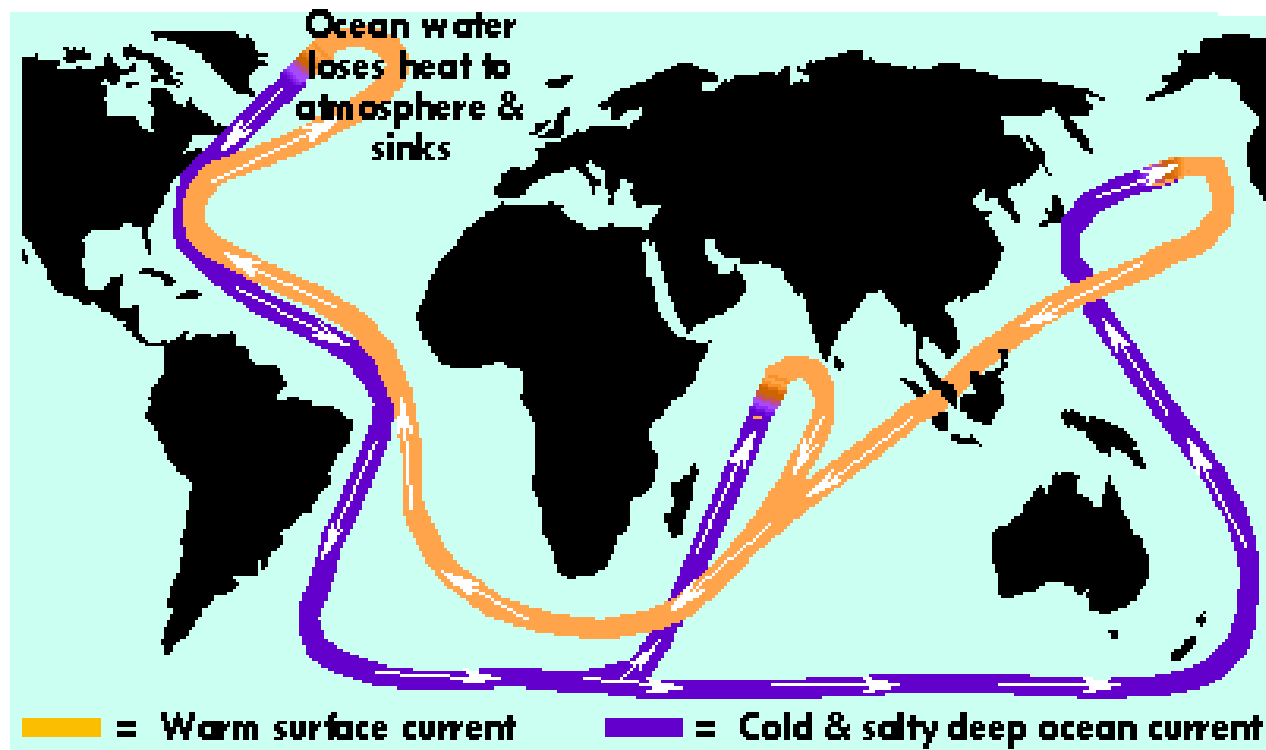 Ocean water
loses heat to
atmosphere &
sinks
= Warm surface current
= Cold & salty deep ocean current